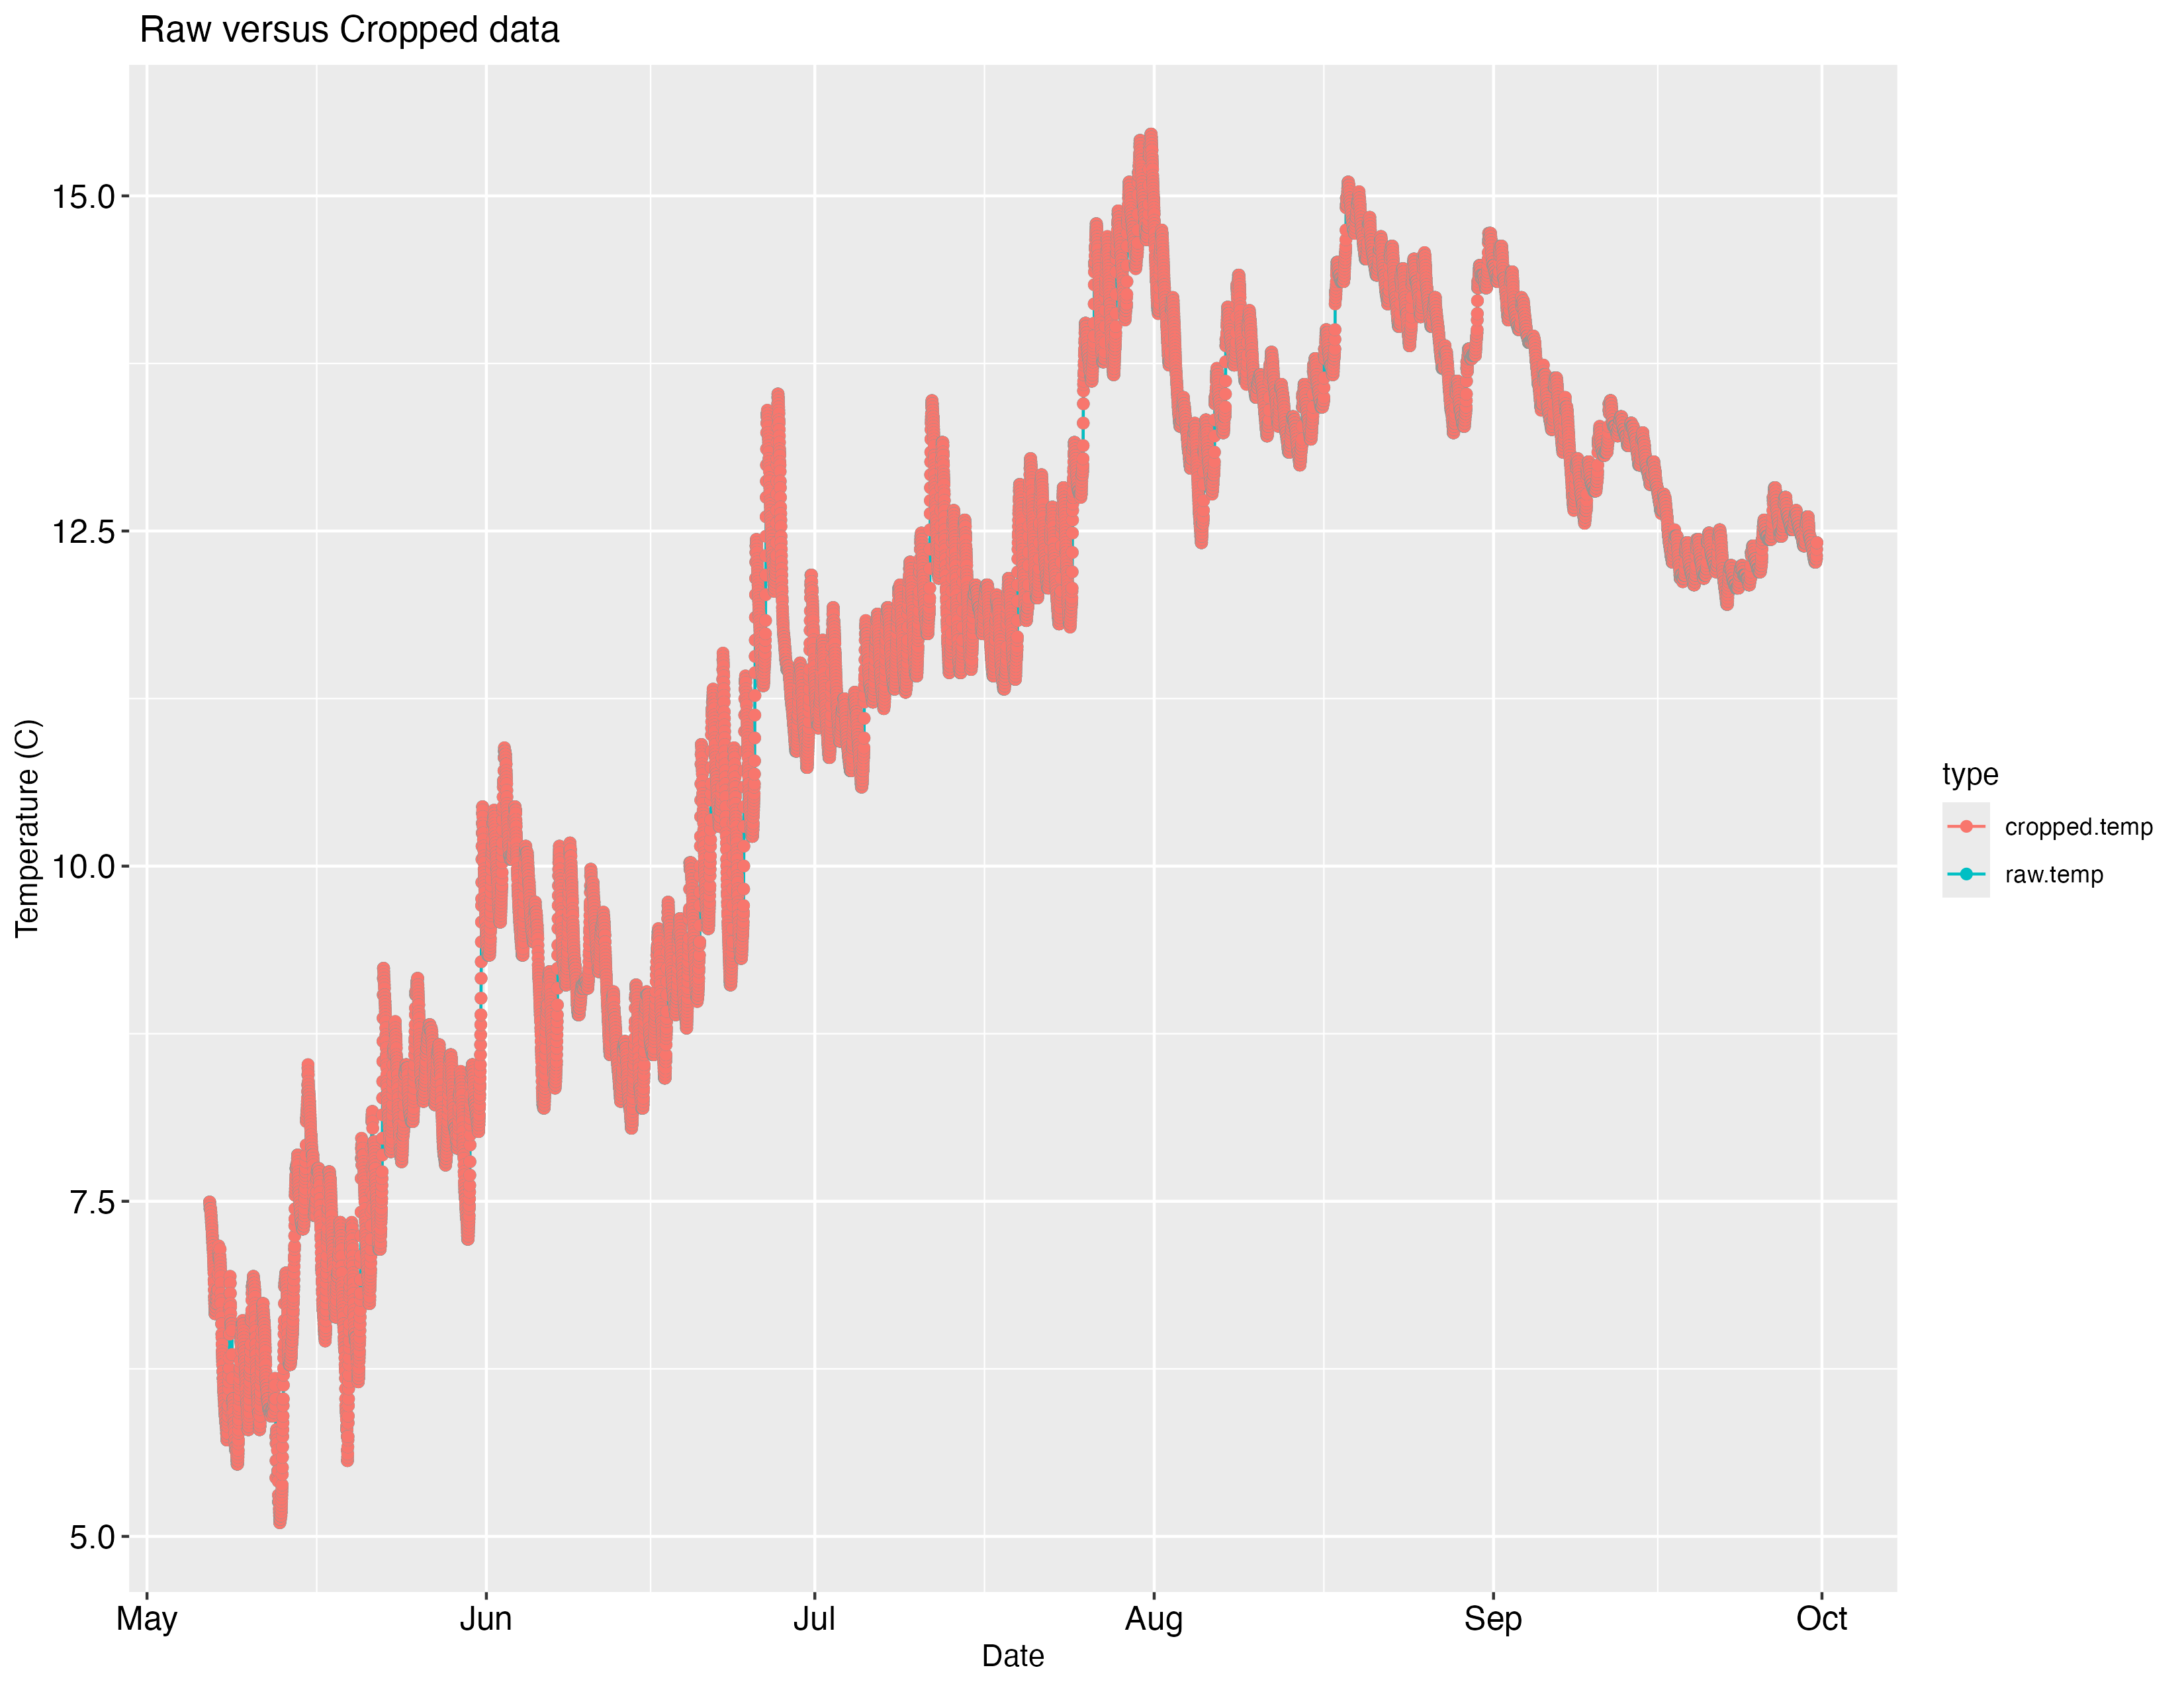 Raw versus Cropped data
15.0
12.5
10.0
7.5
5.0
Temperature (C)
May Jun Jul Aug Sep Oct
Date
type
cropped.temp
raw.temp